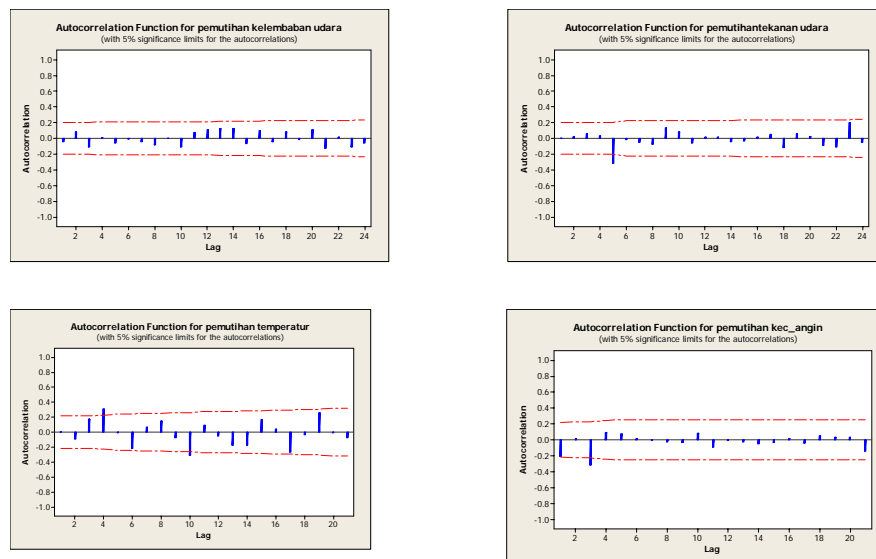 Autocorrelation Function for pemutihan kelembaban udara
(with 5% significance limits for the autocorrelations)
Autocorrelation
1.0
0.8
0.6
0.4
0.2
0.0
-0.2
-0.4
-0.6
-0.8
-1.0
2 4 6 8 10 12 14 16 18 20 22 24
Lag
Autocorrelation Function for pemutihantekanan udara
(with 5% significance limits for the autocorrelations)
Autocorrelation
1.0
0.8
0.6
0.4
0.2
0.0
-0.2
-0.4
-0.6
-0.8
-1.0
2 4 6 8 10 12 14 16 18 20 22 24
Lag
Autocorrelation Function for pemutihan temperatur
(with 5% significance limits for the autocorrelations)
Autocorrelation
1.0
0.8
0.6
0.4
0.2
0.0
-0.2
-0.4
-0.6
-0.8
-1.0
2 4 6 8 10 12 14 16 18 20
Lag
Autocorrelation Function for pemutihan kec_angin
(with 5% significance limits for the autocorrelations)
Autocorrelation
1.0
0.8
0.6
0.4
0.2
0.0
-0.2
-0.4
-0.6
-0.8
-1.0
2 4 6 8 10 12 14 16 18 20
Lag